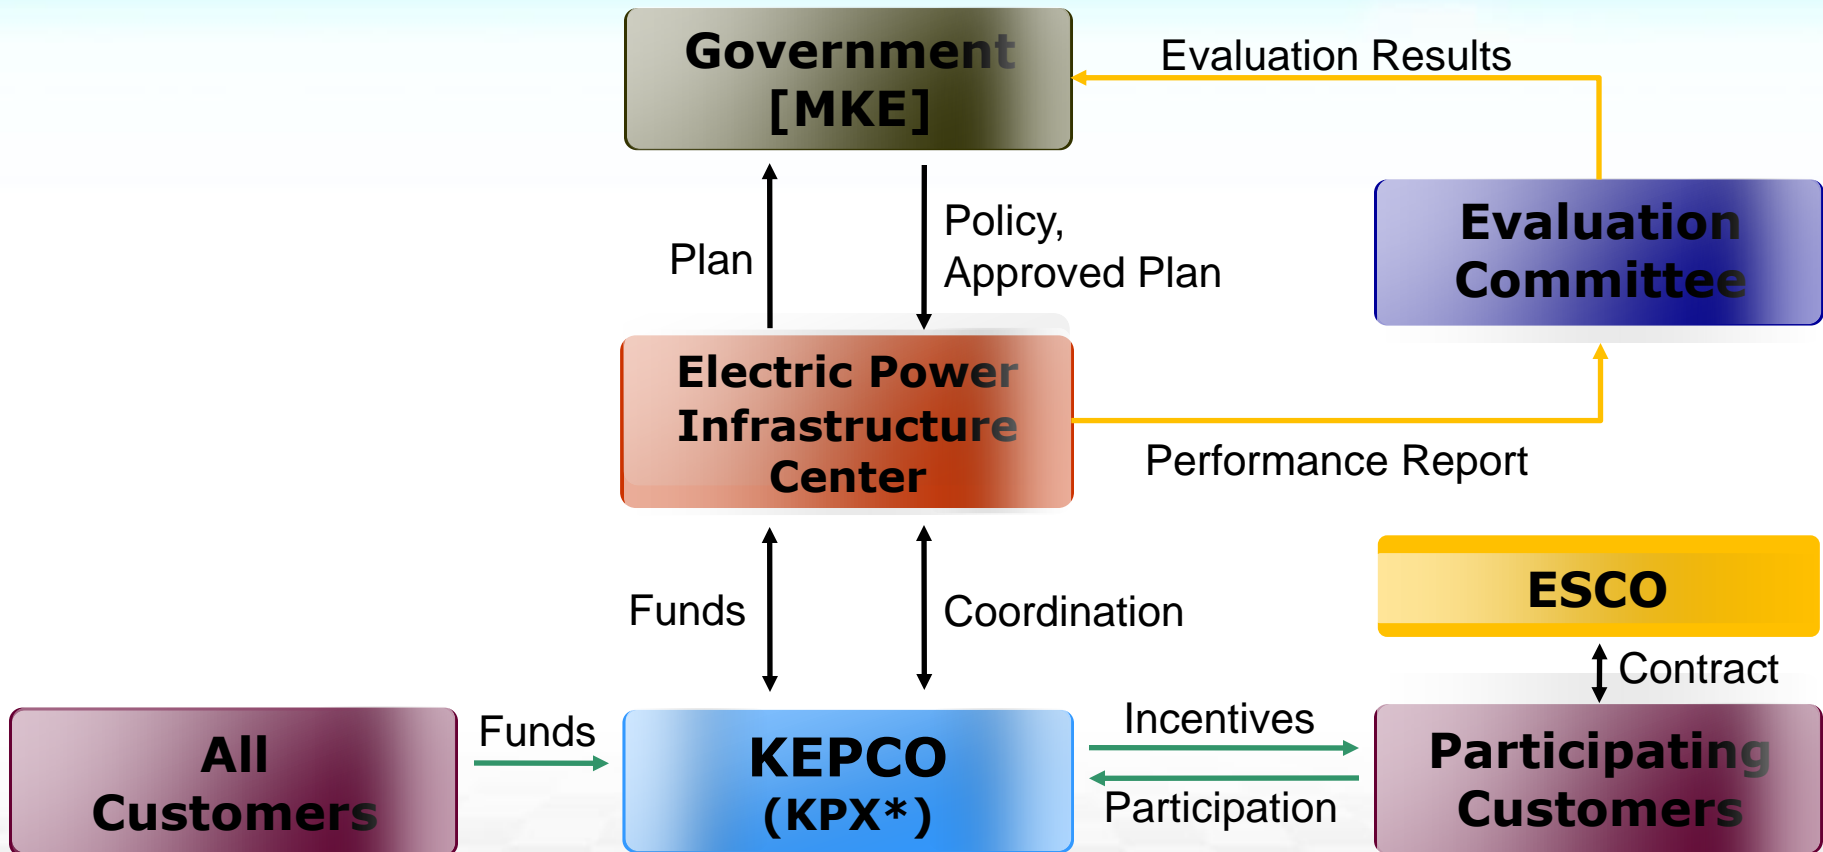 Government
[MKE]
Evaluation Results
Evaluation
Committee
Plan
Policy,
Approved Plan
Electric Power
Infrastructure
Center
Performance Report
Funds
Coordination
ESCO
Contract
All
Customers
Funds
KEPCO
(KPX*)
Incentives
Participation
Participating
Customers